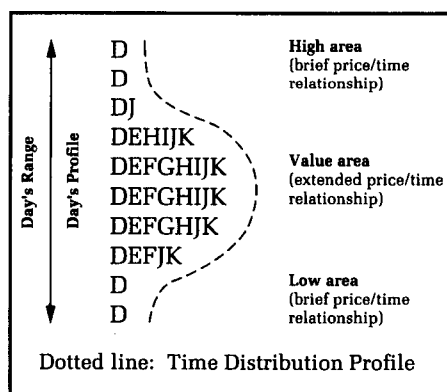 Day's Range
Day's Profile
D
D
DJ
DEHIJK
DEFGHIJK
DEFGHIJK
DEFGHJK
DEFJK
D
D
High area
(brief price/time
relationship)
Value area
(extended price/time
relationship)
Low area
(brief price/time
relationship)
Dotted line: Time Distribution Profile